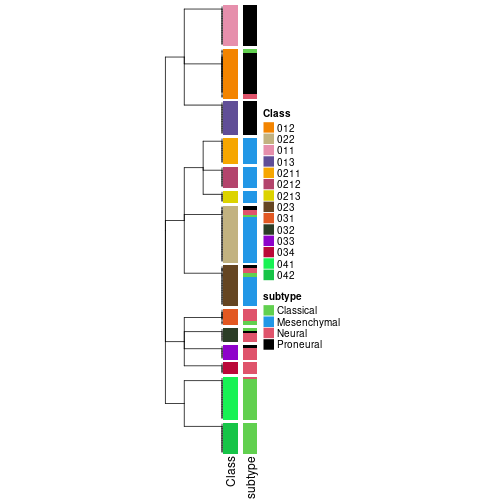 Class
012
022
011
013
0211
0212
0213
023
031
032
033
034
041
042
subtype
Classical
Mesenchymal
Neural
Proneural
Class
subtype